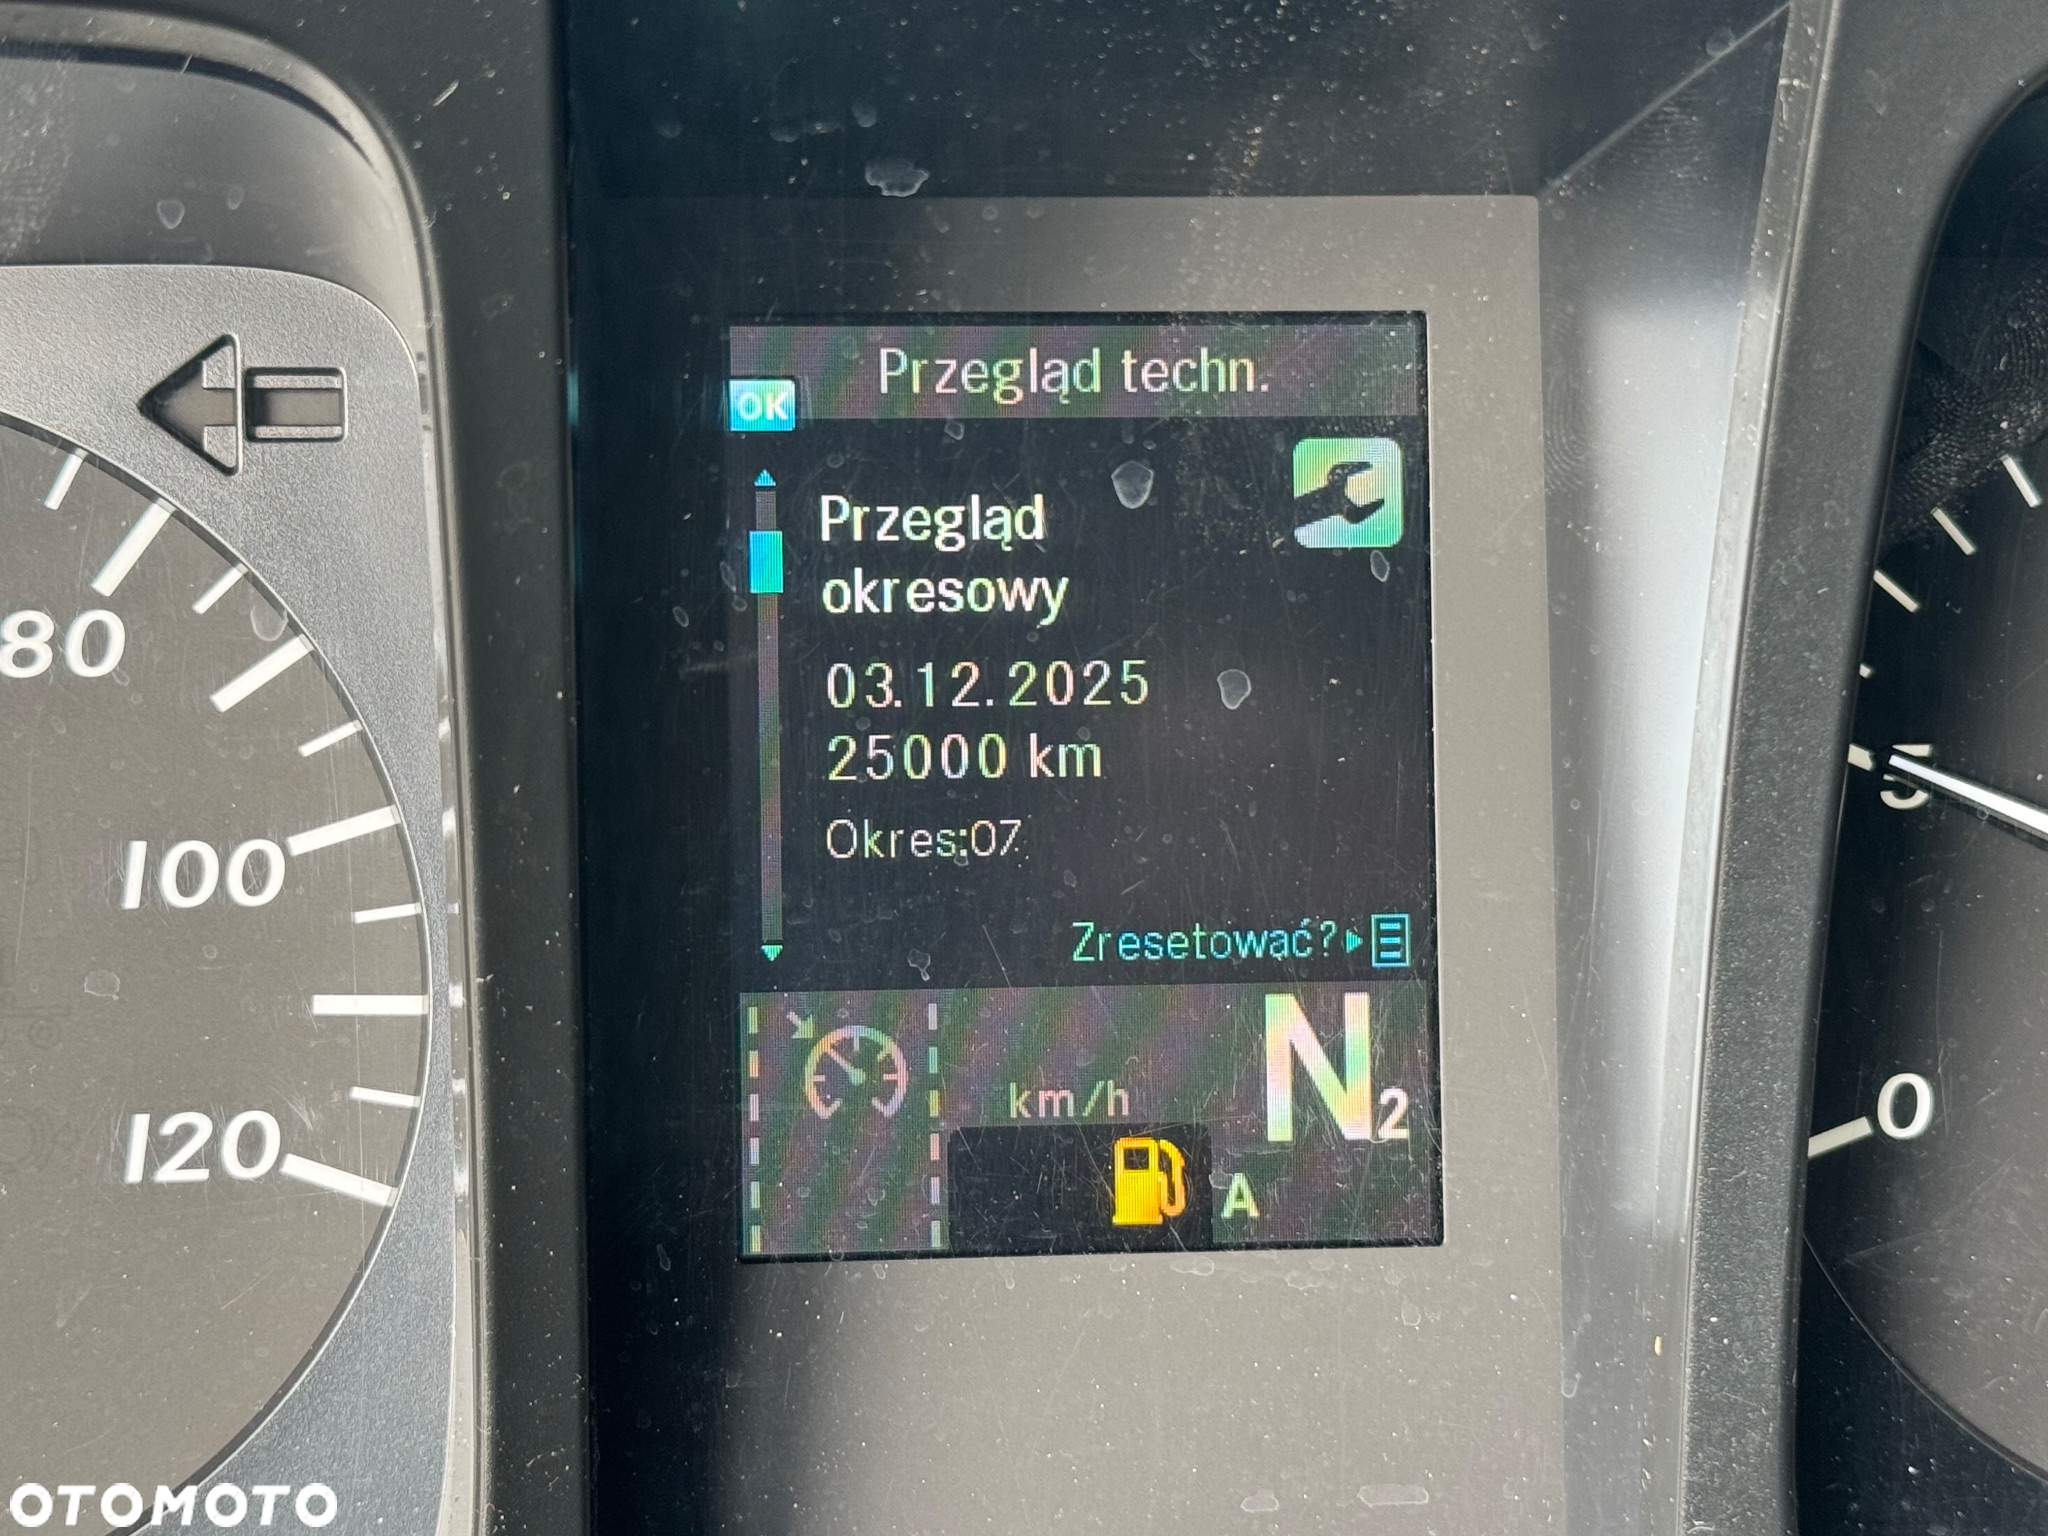 Przegląd techn.
OK
Przegląd
okresowy
03.12.2025
25000 km
Okres:07
Zresetować?
km/h
N2
A
80
100
120
5
0
OTOMOTO